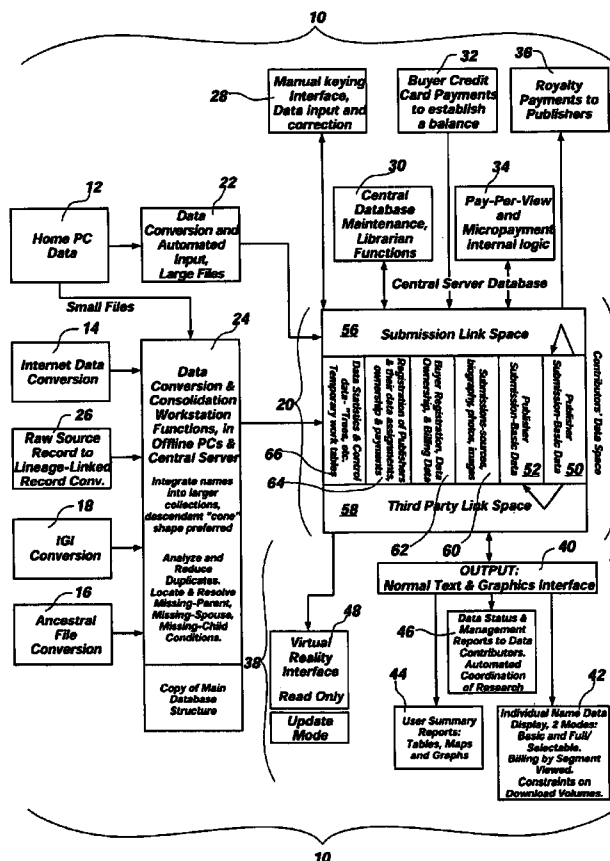 10
28
Manual keying
Interface,
Data input and
correction
32
Buyer Credit
Card Payments
to establish
a balance
36
Royalty
Payments to
Publishers
12
Home PC
Data
22
Data
Conversion and
Automated
Input,
Large Files
30
Central
Database
Maintenance,
Librarian
Functions
34
Pay-Per-View
and
Micropayment
internal logic
Central Server Database
Small Files
14
Internet Data
Conversion
26
Raw Source
Record to
Lineage-Linked
Record Conv.
18
IGI
Conversion
16
Ancestral
File Conversion
24
Data
Conversion &
Consolidation
Workstation
Functions, in
Offline PCs &
Central Server
Integrate names
into larger
collections,
descendant "cone"
shape preferred
Analyze and
Reduce
Duplicates.
Locate & Resolve
Missing-Parent,
Missing-Spouse,
Missing-Child
Conditions.
Copy of Main
Database
Structure
20
56
Submission Link Space
Data Statistics & Control
data- "Trees, etc.
Temporary work tables
66
Registration of Publishers
& their data assignments,
ownership & payments
64
Buyer Registration, Data
Ownership, & Billing Data
62
Submissions-sources,
biography, photos, images
60
Publisher
Submission-Basic Data
52
Publisher
Submission-Basic Data
50
Contributors' Data Space
58
Third Party Link Space
38
48
Virtual
Reality
Interface
Read Only
Update
Mode
40
OUTPUT:
Normal Text & Graphics interface
46
Data Status &
Management
Reports to Data
Contributors.
Automated
Coordination
of Research
44
User Summary
Reports:
Tables, Maps
and Graphs
42
Individual Name Data
Display, 2 Modes:
Basic and Full/
Selectable.
Billing by Segment
Viewed.
Constraints on
Download Volumes.
10